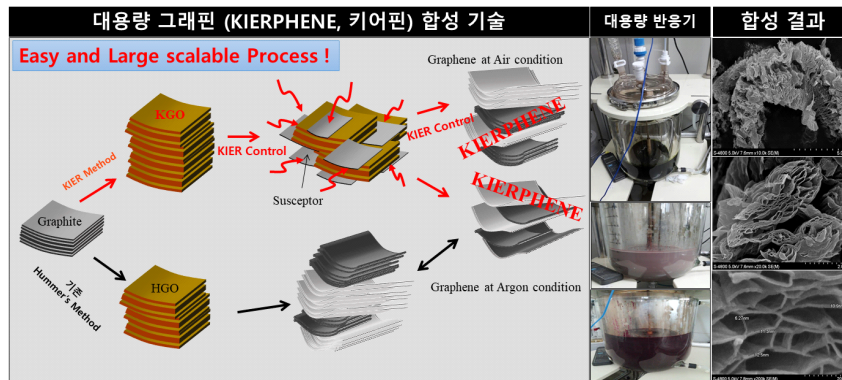 대용량 그래핀 (KIERPHENE, 키어핀) 합성 기술
대용량 반응기
합성 결과
Easy and Large scalable Process !
Graphene at Air condition
KGO
KIER Method
KIER Control
KIER Control
KIERPHENE
Susceptor
KIERPHENE
Graphite
기존
Hummer's Method
HGO
Graphene at Argon condition